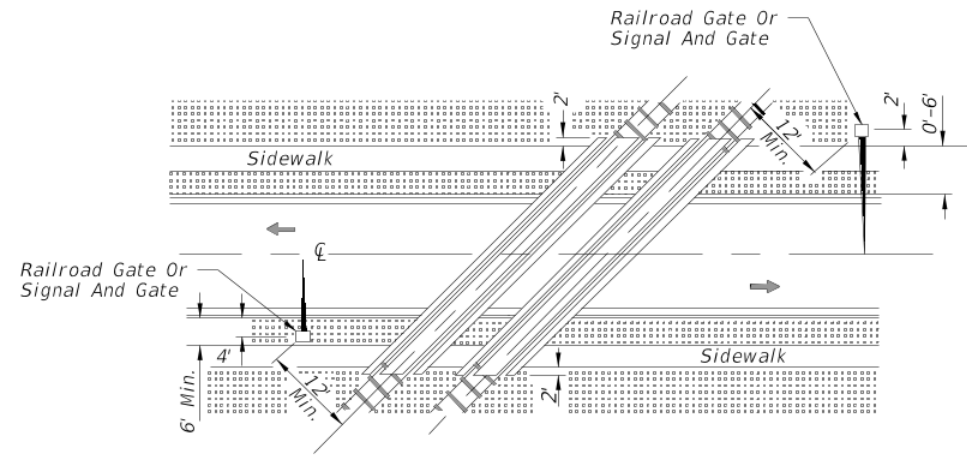 Railroad Gate Or
Signal And Gate
2'
2'
0'-6'
12'
Min.
Sidewalk
℄
Railroad Gate Or
Signal And Gate
4'
6' Min.
12'
Min.
2'
Sidewalk